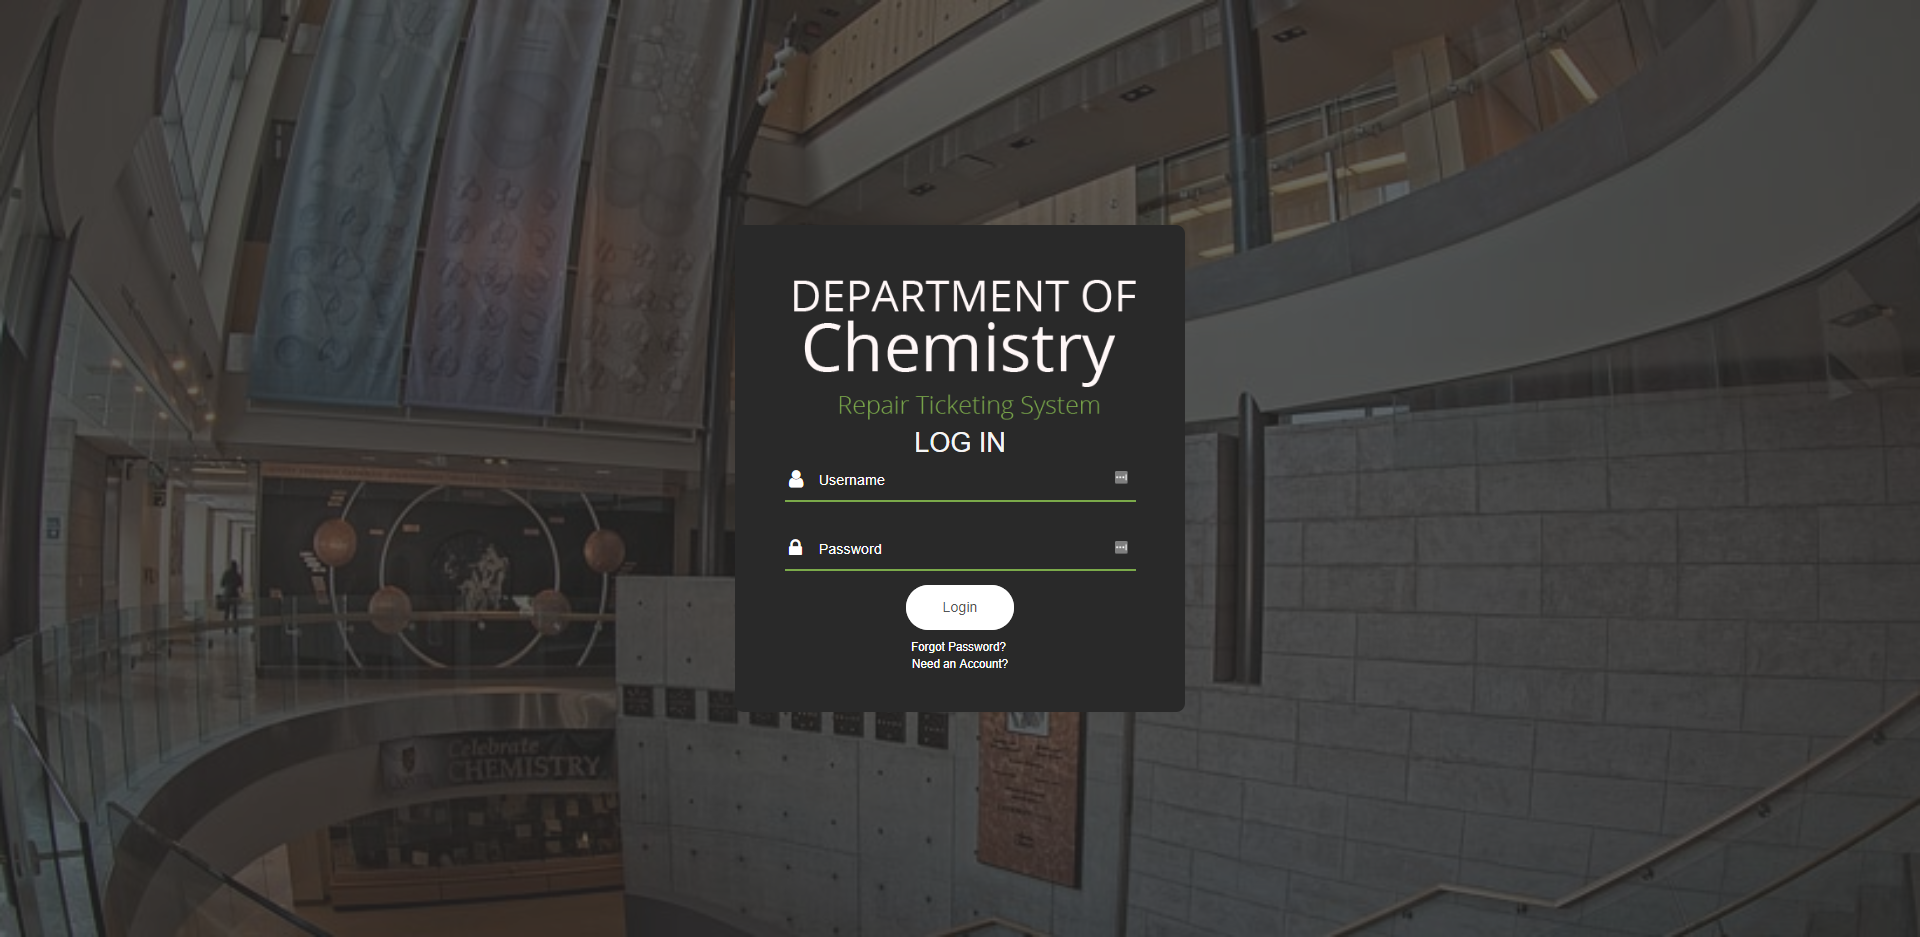 DEPARTMENT OF
Chemistry
Repair Ticketing System
LOG IN
Username
Password
Login
Forgot Password?
Need an Account?
Celebrate
CHEMISTRY